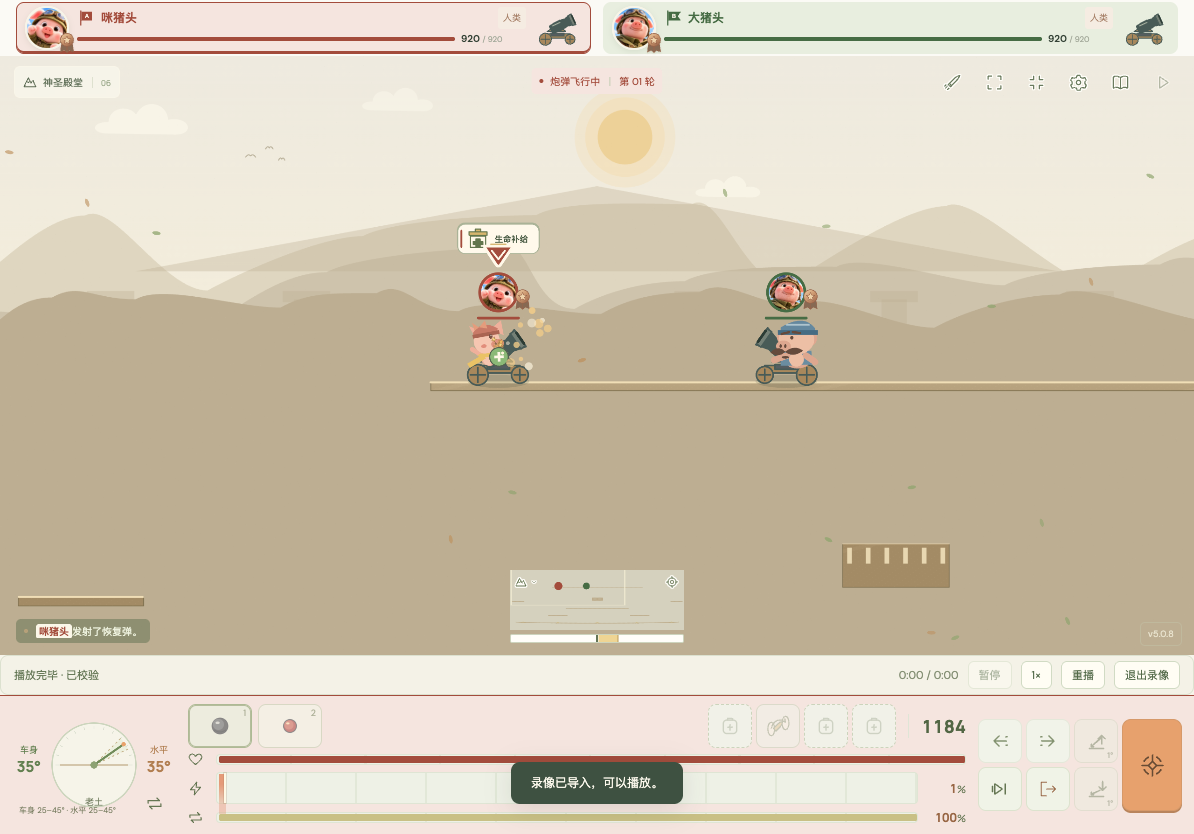 A 咪猪头 人类
920 / 920
B 大猪头 人类
920 / 920
神圣殿堂 06
炮弹飞行中 第 01 轮
生命补给
咪猪头发射了恢复弹。
v5.0.8
播放完毕 · 已校验
0:00 / 0:00 暂停 1× 重播 退出录像
1
2
1184
车身
35°
水平
35°
老土
车身 25–45° · 水平 25–45°
录像已导入，可以播放。
1%
100%
1°
1°